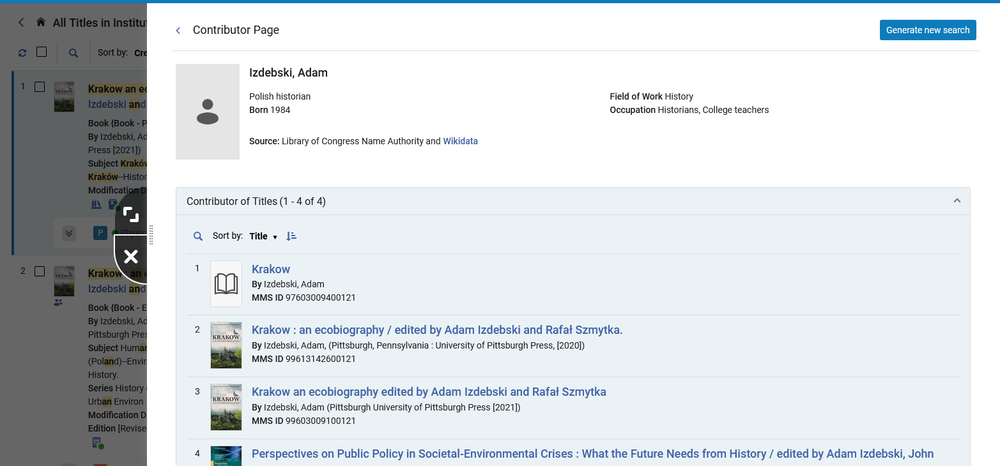 All Titles in Institu
Sort by: Cre
1
Krakow an ec
Izdebski and
Book {Book - P
By Izdebski, Ad
Press [2021])
Subject Kraków
Kraków--Histor
Modification D
P Physic
2
Krakow : an e
Izdebski and
Book {Book - E
By Izdebski, Ad
Pittsburgh Pres
Subject Human
(Poland)--Envir
History.
Series History o
Urban Environ
Modification D
Edition [Revise
Contributor Page
Generate new search
Izdebski, Adam
Polish historian
Born 1984
Field of Work History
Occupation Historians, College teachers
Source: Library of Congress Name Authority and Wikidata
Contributor of Titles (1 - 4 of 4)
Sort by: Title
1
Krakow
By Izdebski, Adam
MMS ID 97603009400121
2
KRAKOW
AN ECOBIOGRAPHY
Krakow : an ecobiography / edited by Adam Izdebski and Rafał Szmytka.
By Izdebski, Adam, (Pittsburgh, Pennsylvania : University of Pittsburgh Press, [2020])
MMS ID 99613142600121
3
KRAKOW
AN ECOBIOGRAPHY
Krakow an ecobiography edited by Adam Izdebski and Rafał Szmytka
By Izdebski, Adam (Pittsburgh University of Pittsburgh Press [2021])
MMS ID 99603009100121
4
Perspectives
Perspectives on Public Policy in Societal-Environmental Crises : What the Future Needs from History / edited by Adam Izdebski, John